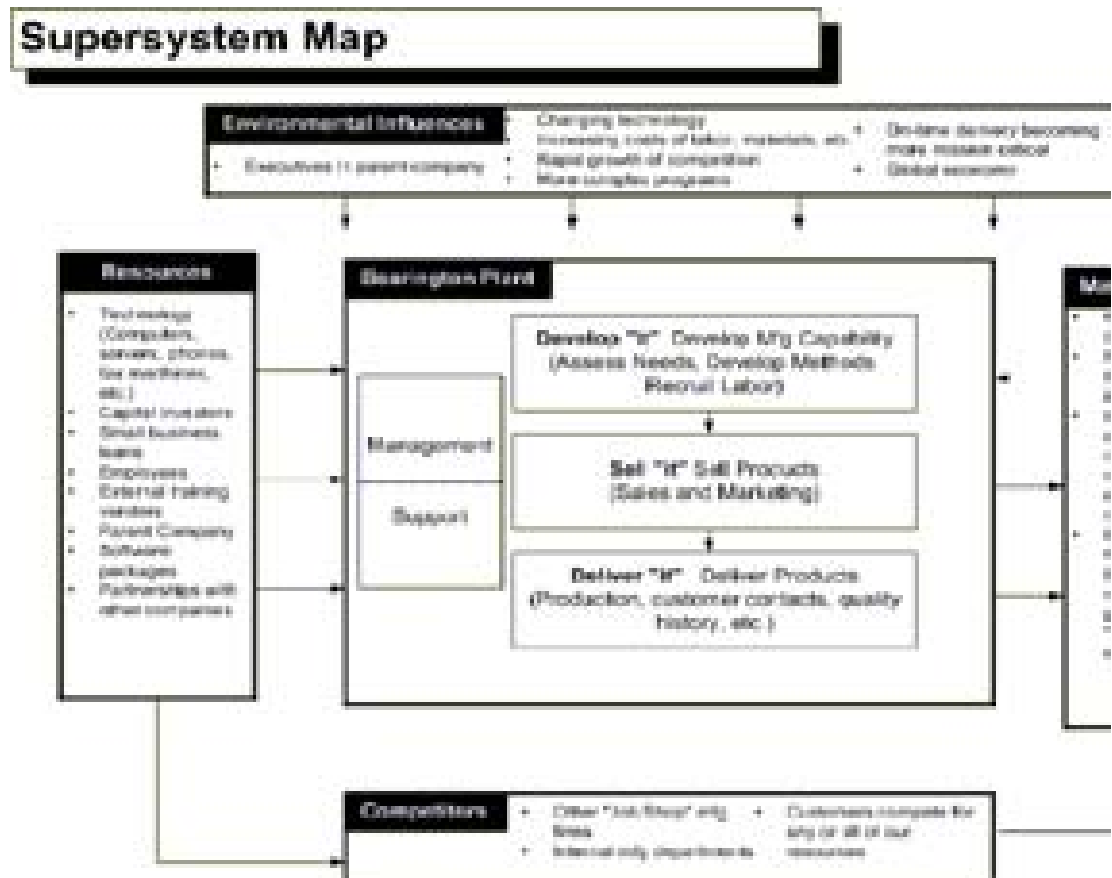 Supersystem Map
Environmental Influences
• Executives in parent company
• Changing technology
• Increasing costs of labor, materials, etc
• Rapid growth of competition
• More complex programs
• On-time delivery becoming
more mission critical
• Global economy
Resources
• Technology
(Computers,
servers, phones,
fax machines,
etc.)
• Capital investors
• Small business
loans
• Employees
• External training
vendors
• Parent Company
• Software
packages
• Partnerships with
other companies
Bearington Plant
Management
Support
Develop "it" Develop Mfg Capability
(Assess Needs, Develop Methods
Recruit Labor)
Sell "it" Sell Products
(Sales and Marketing)
Deliver "it" Deliver Products
(Production, customer contacts, quality
history, etc.)
Competitors
• Other "Job Shop" mfg
firms
• Internal mfg departments
• Customers compete for
any or all of our
resources